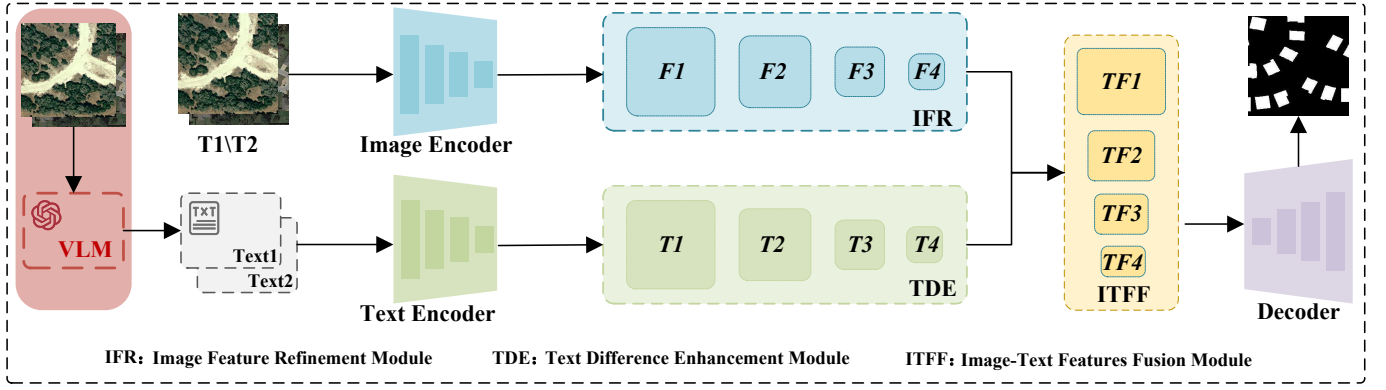 T1\T2
Image Encoder
F1 F2 F3 F4
IFR
TF1
TF2
TF3
TF4
ITFF
VLM
TXT
Text1
Text2
Text Encoder
T1 T2 T3 T4
TDE
Decoder
IFR: Image Feature Refinement Module
TDE: Text Difference Enhancement Module
ITFF: Image-Text Features Fusion Module